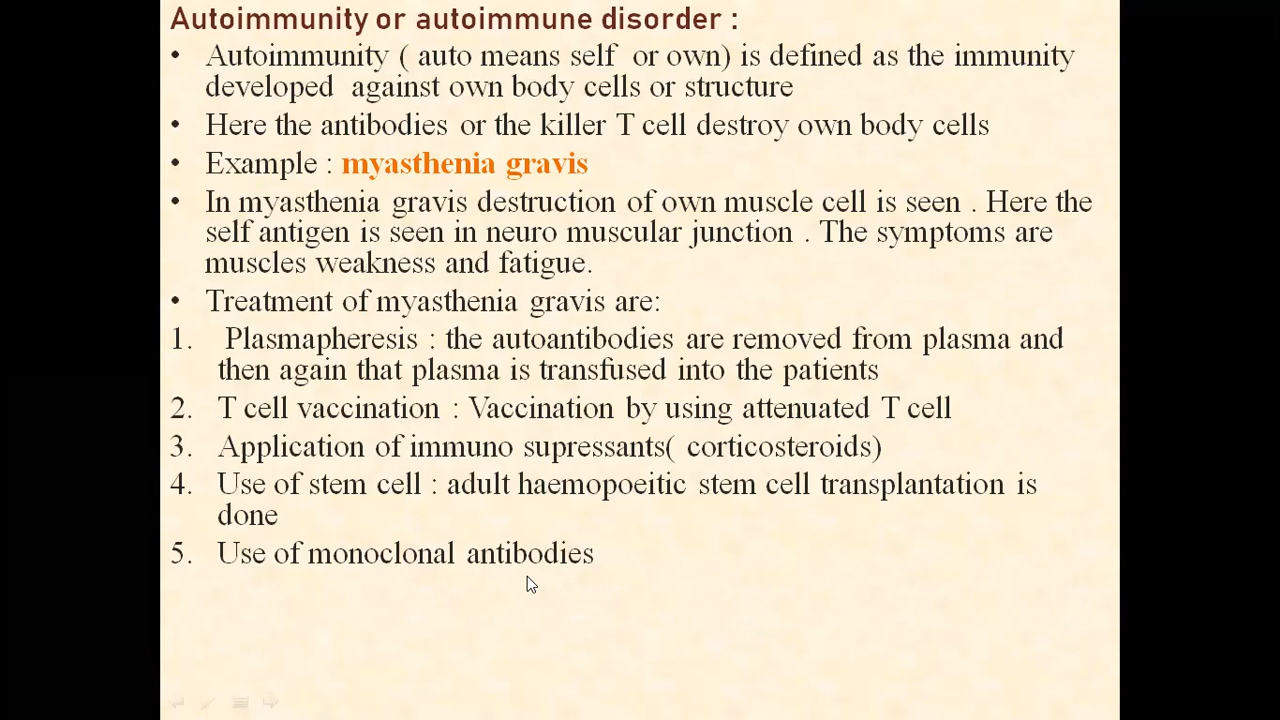 Autoimmunity or autoimmune disorder :
• Autoimmunity ( auto means self or own) is defined as the immunity
developed against own body cells or structure
• Here the antibodies or the killer T cell destroy own body cells
• Example : myasthenia gravis
• In myasthenia gravis destruction of own muscle cell is seen . Here the
self antigen is seen in neuro muscular junction . The symptoms are
muscles weakness and fatigue.
• Treatment of myasthenia gravis are:
1. Plasmapheresis : the autoantibodies are removed from plasma and
then again that plasma is transfused into the patients
2. T cell vaccination : Vaccination by using attenuated T cell
3. Application of immuno supressants( corticosteroids)
4. Use of stem cell : adult haemopoeitic stem cell transplantation is
done
5. Use of monoclonal antibodies